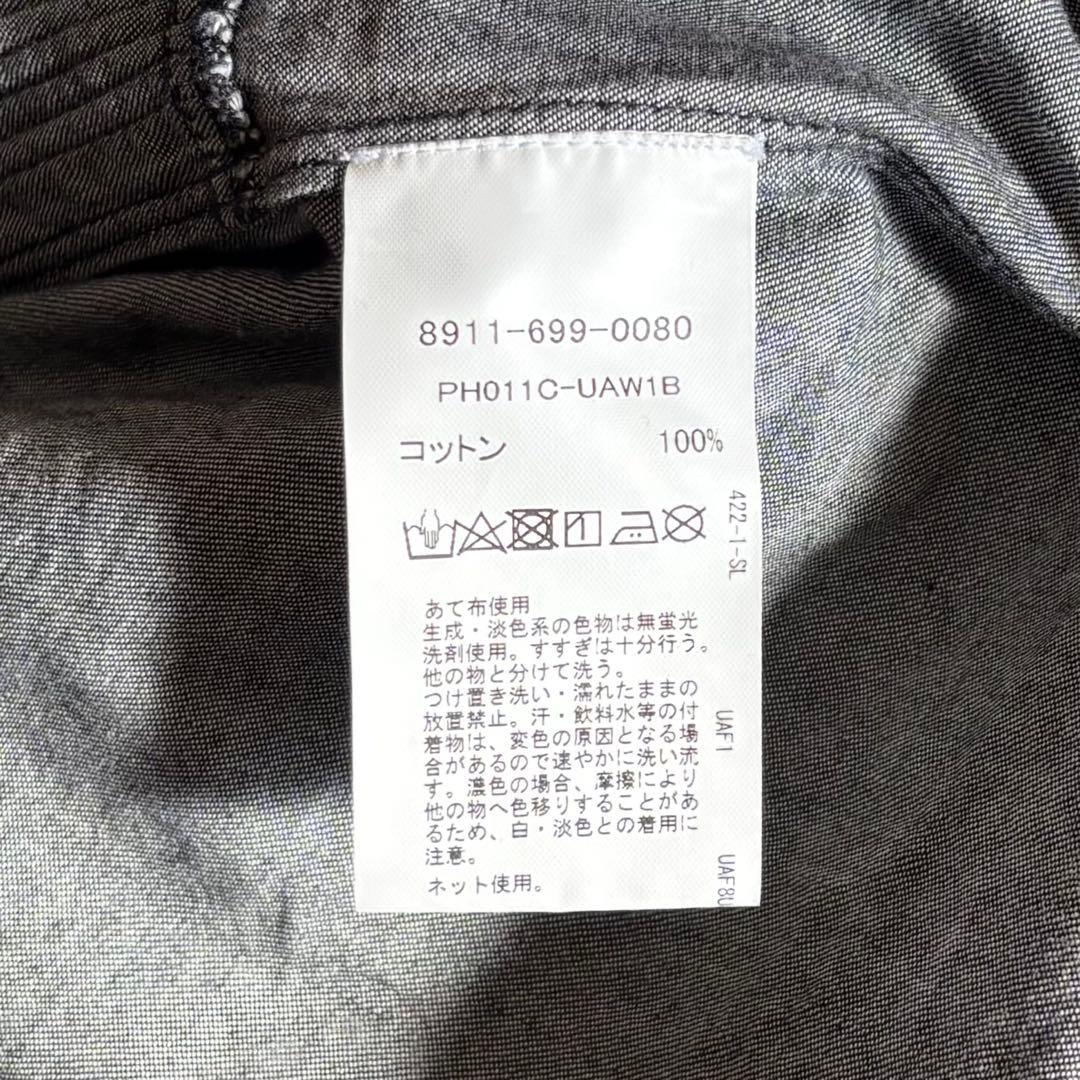 8911-699-0080
PH011C-UAW1B
コットン 100%
422-1-SL
あて布使用
生成・淡色系の色物は無蛍光
洗剤使用。すすぎは十分行う。
他の物と分けて洗う。
つけ置き洗い・濡れたままの
放置禁止。汗・飲料水等の付
着物は、変色の原因となる場
合があるので速やかに洗い流
す。濃色の場合、摩擦により
他の物へ色移りすることがあ
るため、白・淡色との着用に
注意。
ネット使用。
UAF1
UAF8U